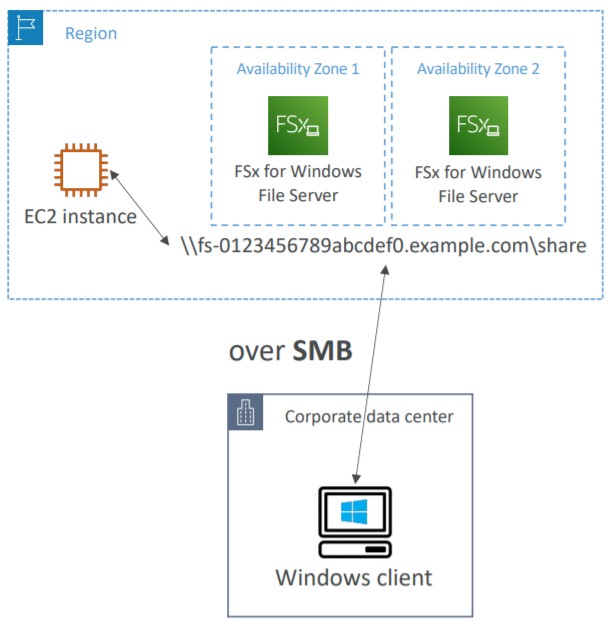 Region
Availability Zone 1
Availability Zone 2
FSx
FSx
FSx for Windows
File Server
FSx for Windows
File Server
EC2 instance
\\fs-0123456789abcdef0.example.com\share
over SMB
Corporate data center
Windows client